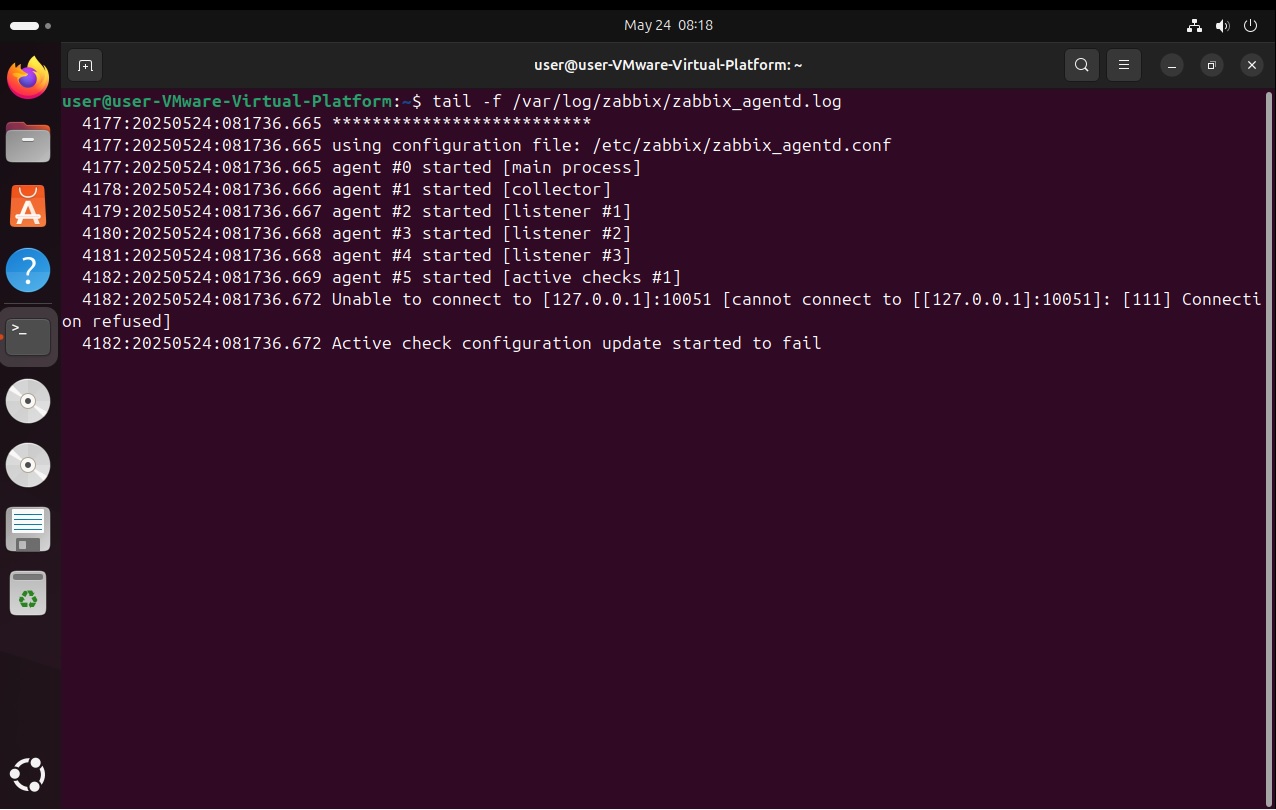 May 24 08:18
user@user-VMware-Virtual-Platform: ~
user@user-VMware-Virtual-Platform:~$ tail -f /var/log/zabbix/zabbix_agentd.log
4177:20250524:081736.665 **************************
4177:20250524:081736.665 using configuration file: /etc/zabbix/zabbix_agentd.conf
4177:20250524:081736.665 agent #0 started [main process]
4178:20250524:081736.666 agent #1 started [collector]
4179:20250524:081736.667 agent #2 started [listener #1]
4180:20250524:081736.668 agent #3 started [listener #2]
4181:20250524:081736.668 agent #4 started [listener #3]
4182:20250524:081736.669 agent #5 started [active checks #1]
4182:20250524:081736.672 Unable to connect to [127.0.0.1]:10051 [cannot connect to [[127.0.0.1]:10051]: [111] Connecti
on refused]
4182:20250524:081736.672 Active check configuration update started to fail